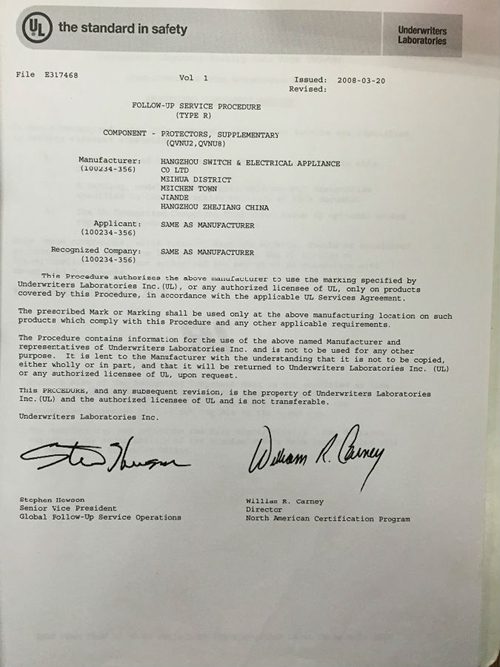 UL the standard in safety
Underwriters
Laboratories
File E317468 Vol 1 Issued: 2008-03-20
Revised:
FOLLOW-UP SERVICE PROCEDURE
(TYPE R)
COMPONENT - PROTECTORS, SUPPLEMENTARY
(QVNU2,QVNU8)
Manufacturer: HANGZHOU SWITCH & ELECTRICAL APPLIANCE
(100234-356) CO LTD
MEIHUA DISTRICT
MEICHEN TOWN
JIANDE
HANGZHOU ZHEJIANG CHINA
Applicant: SAME AS MANUFACTURER
(100234-356)
Recognized Company: SAME AS MANUFACTURER
(100234-356)
This Procedure authorizes the above manufacturer to use the marking specified by
Underwriters Laboratories Inc.(UL), or any authorized licensee of UL, only on products
covered by this Procedure, in accordance with the applicable UL Services Agreement.
The prescribed Mark or Marking shall be used only at the above manufacturing location on such
products which comply with this Procedure and any other applicable requirements.
The Procedure contains information for the use of the above named Manufacturer and
representatives of Underwriters Laboratories Inc. and is not to be used for any other
purpose. It is lent to the Manufacturer with the understanding that it is not to be copied,
either wholly or in part, and that it will be returned to Underwriters Laboratories Inc. (UL)
or any authorized licensee of UL, upon request.
This PROCEDURE, and any subsequent revision, is the property of Underwriters Laboratories
Inc.(UL) and the authorized licensee of UL and is not transferable.
Underwriters Laboratories Inc.
William R. Carney
Stephen Hewson William R. Carney
Senior Vice President Director
Global Follow-Up Service Operations North American Certification Program